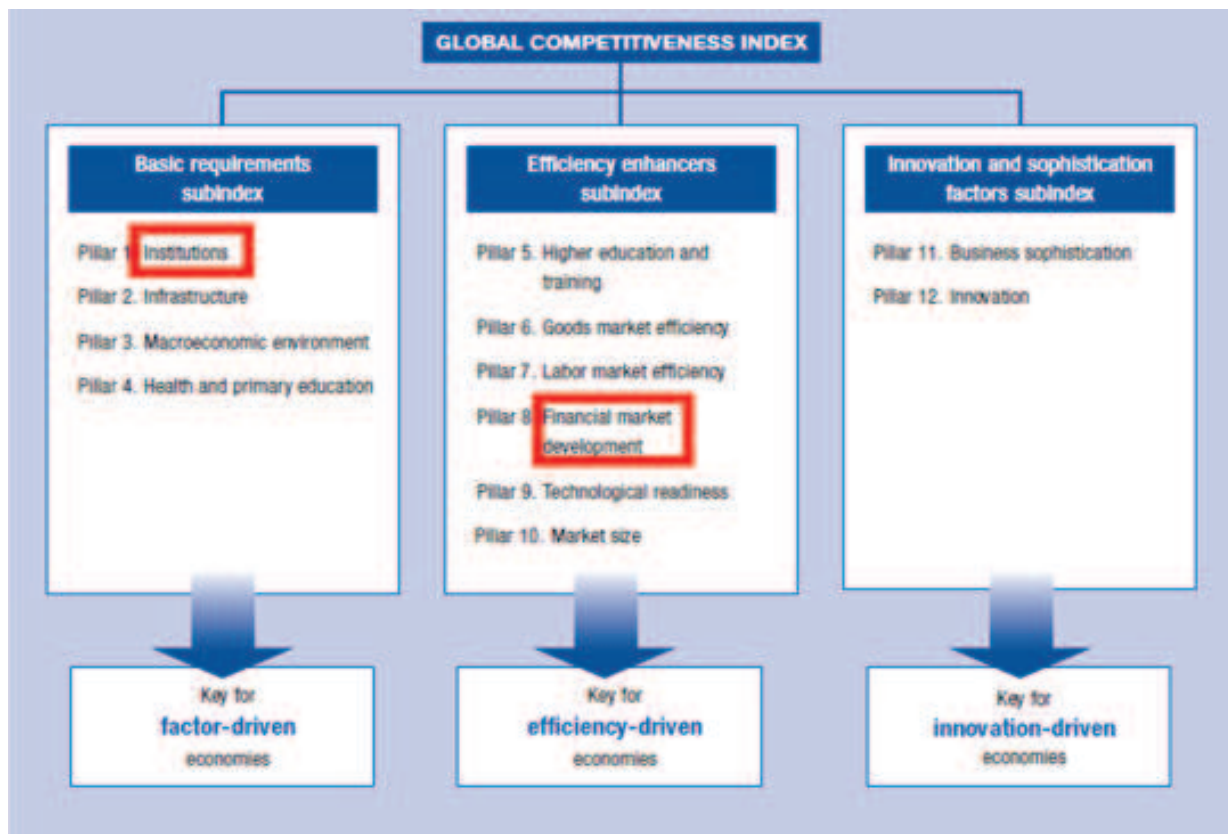 GLOBAL COMPETITIVENESS INDEX
Basic requirements
subindex
Pillar 1. Institutions
Pillar 2. Infrastructure
Pillar 3. Macroeconomic environment
Pillar 4. Health and primary education
Key for
factor-driven
economies
Efficiency enhancers
subindex
Pillar 5. Higher education and
training
Pillar 6. Goods market efficiency
Pillar 7. Labor market efficiency
Pillar 8. Financial market
development
Pillar 9. Technological readiness
Pillar 10. Market size
Key for
efficiency-driven
economies
Innovation and sophistication
factors subindex
Pillar 11. Business sophistication
Pillar 12. Innovation
Key for
innovation-driven
economies